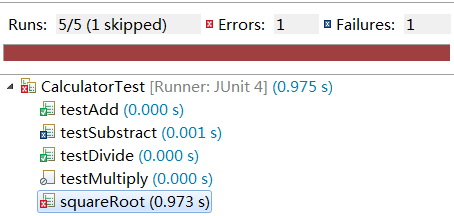 Runs: 5/5 (1 skipped) Errors: 1 Failures: 1
CalculatorTest [Runner: JUnit 4] (0.975 s)
testAdd (0.000 s)
testSubstract (0.001 s)
testDivide (0.000 s)
testMultiply (0.000 s)
squareRoot (0.973 s)